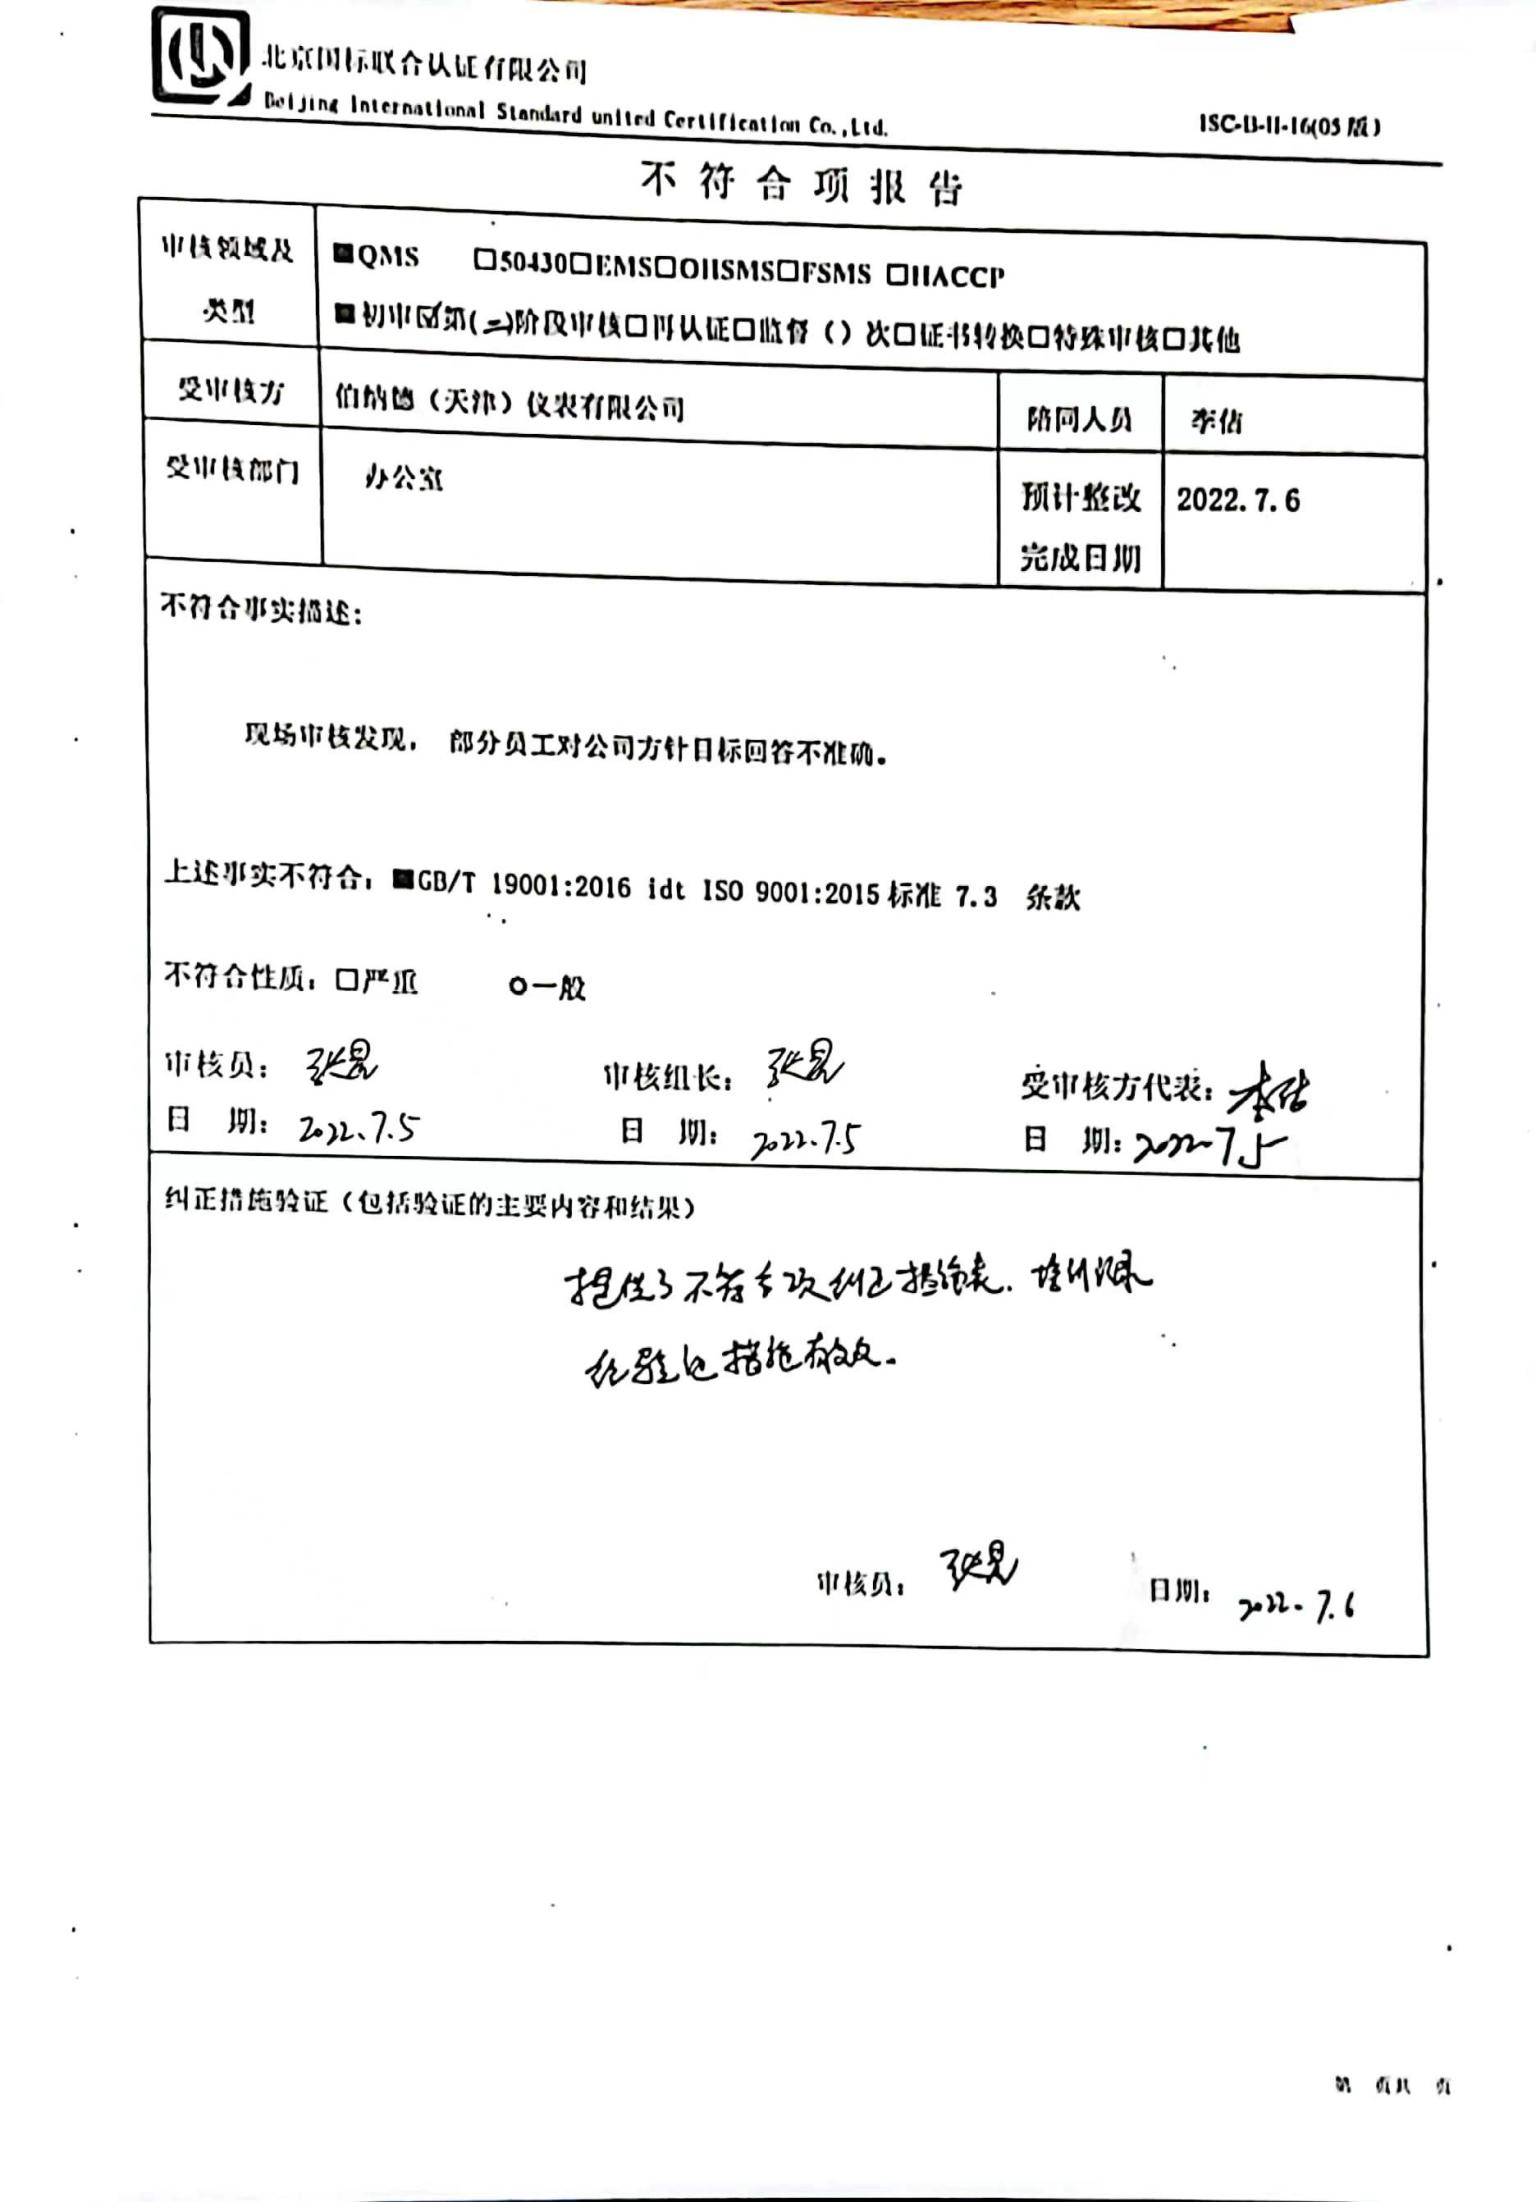 北京国标联合认证有限公司
Beijing International Standard united Certification Co.,Ltd.
ISC-B-II-16(05版)
不符合项报告
审核领域及类型
■QMS □50430□EMS□OHSMS□FSMS □HACCP
■初审☑第(二)阶段审核□再认证□监督()次□证书转换□特殊审核□其他
受审核方 伯纳德（天津）仪表有限公司 陪同人员 李佶
受审核部门 办公室 预计整改完成日期 2022.7.6
不符合事实描述：
现场审核发现， 部分员工对公司方针目标回答不准确。
上述事实不符合：■GB/T 19001:2016 idt ISO 9001:2015标准 7.3 条款
不符合性质：□严重 o一般
审核员： 审核组长： 受审核方代表：
日 期：2022.7.5 日 期：2022.7.5 日 期：2022-7.5
纠正措施验证（包括验证的主要内容和结果）
提供了不符合项纠正措施表. 培训记录
经验证措施有效.
审核员： 日期：2022-7.6
第 页共 页